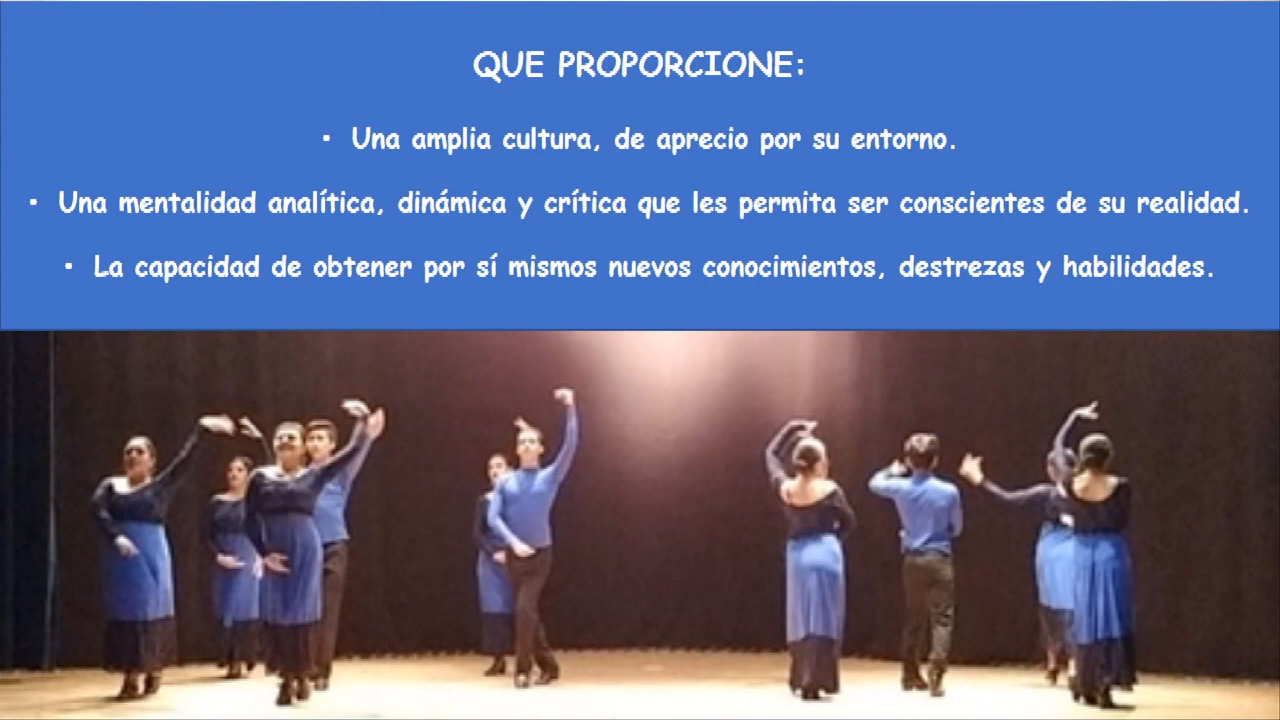 QUE PROPORCIONE:
• Una amplia cultura, de aprecio por su entorno.
• Una mentalidad analítica, dinámica y crítica que les permita ser conscientes de su realidad.
• La capacidad de obtener por sí mismos nuevos conocimientos, destrezas y habilidades.